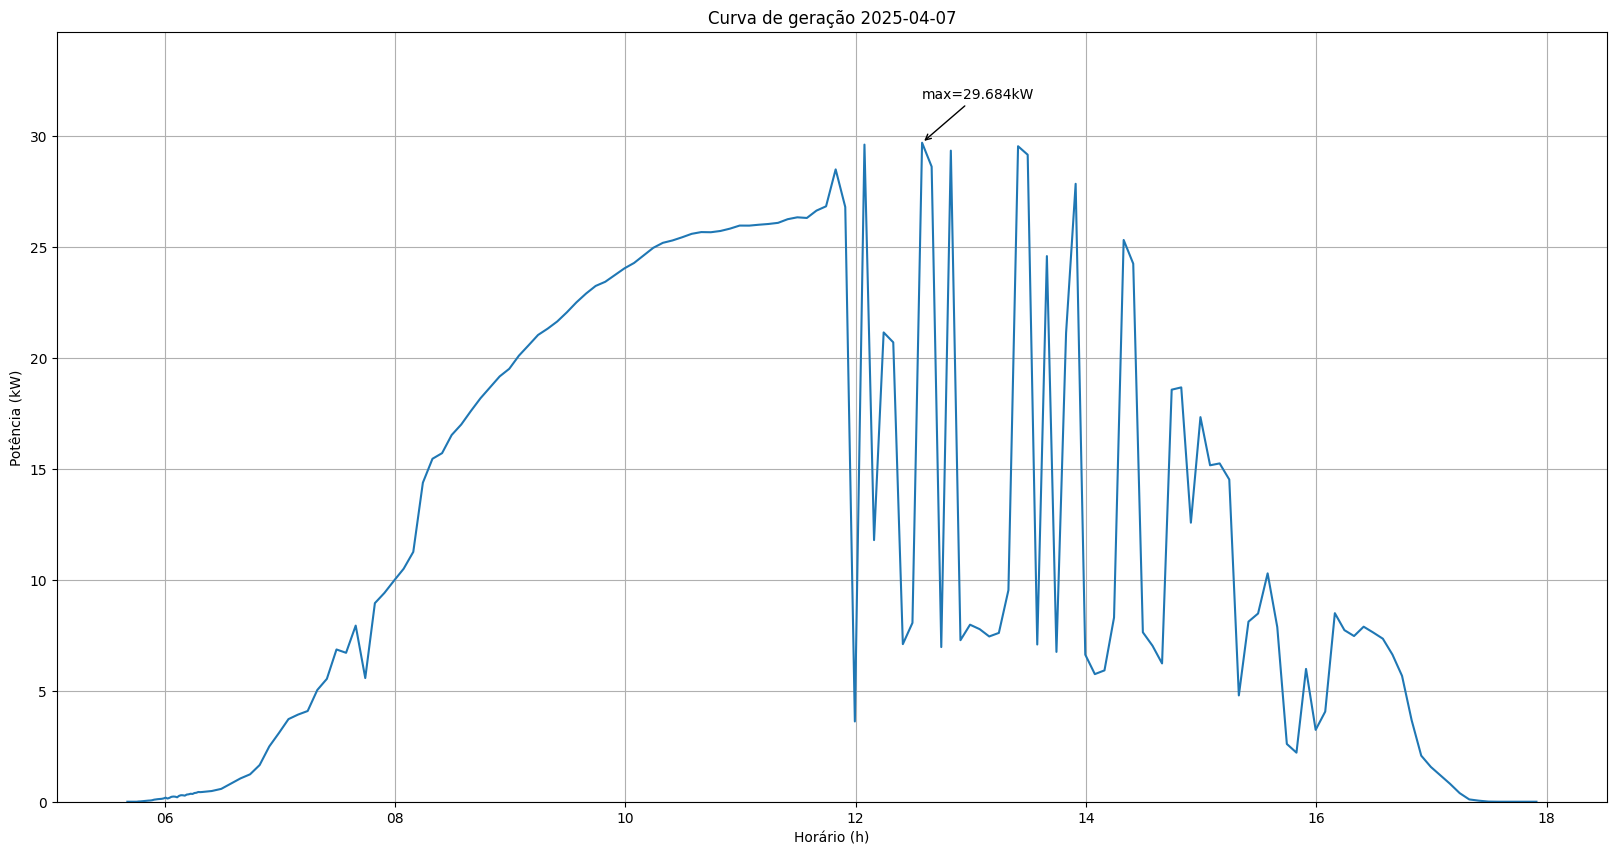 Curva de geração 2025-04-07
max=29.684kW
30
25
20
15
10
5
0
Potência (kW)
06 08 10 12 14 16 18
Horário (h)